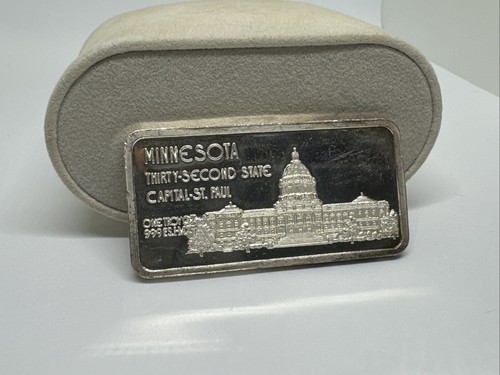 MINNESOTA
THIRTY-SECOND STATE
CAPITAL-ST. PAUL
ONE TROY OZ
999